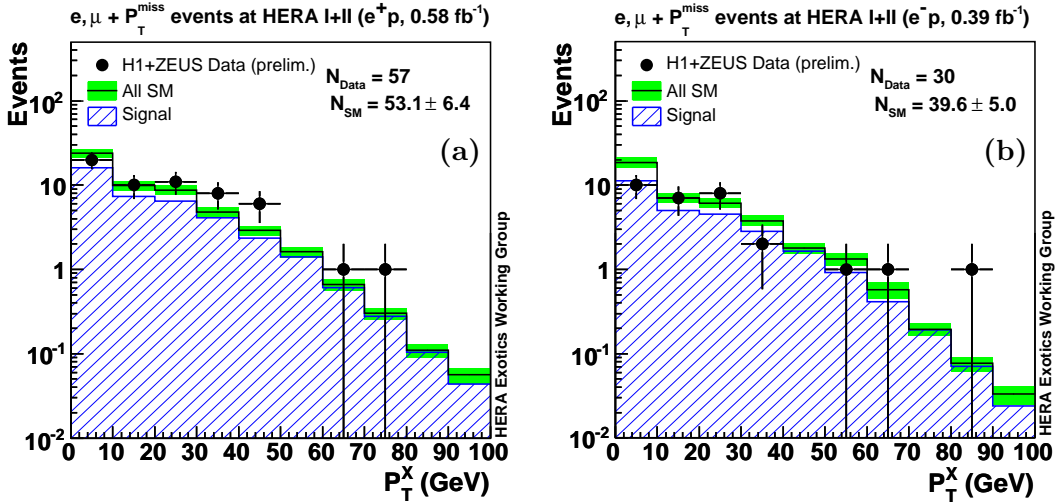 e, μ + P_T^miss events at HERA I+II (e⁺p, 0.58 fb⁻¹)
Events
H1+ZEUS Data (prelim.)
All SM
Signal
N_Data = 57
N_SM = 53.1 ± 6.4
(a)
10²
10
1
10⁻¹
10⁻²
0 10 20 30 40 50 60 70 80 90 100
P_T^X (GeV)
HERA Exotics Working Group
e, μ + P_T^miss events at HERA I+II (e⁻p, 0.39 fb⁻¹)
Events
H1+ZEUS Data (prelim.)
All SM
Signal
N_Data = 30
N_SM = 39.6 ± 5.0
(b)
10²
10
1
10⁻¹
10⁻²
0 10 20 30 40 50 60 70 80 90 100
P_T^X (GeV)
HERA Exotics Working Group